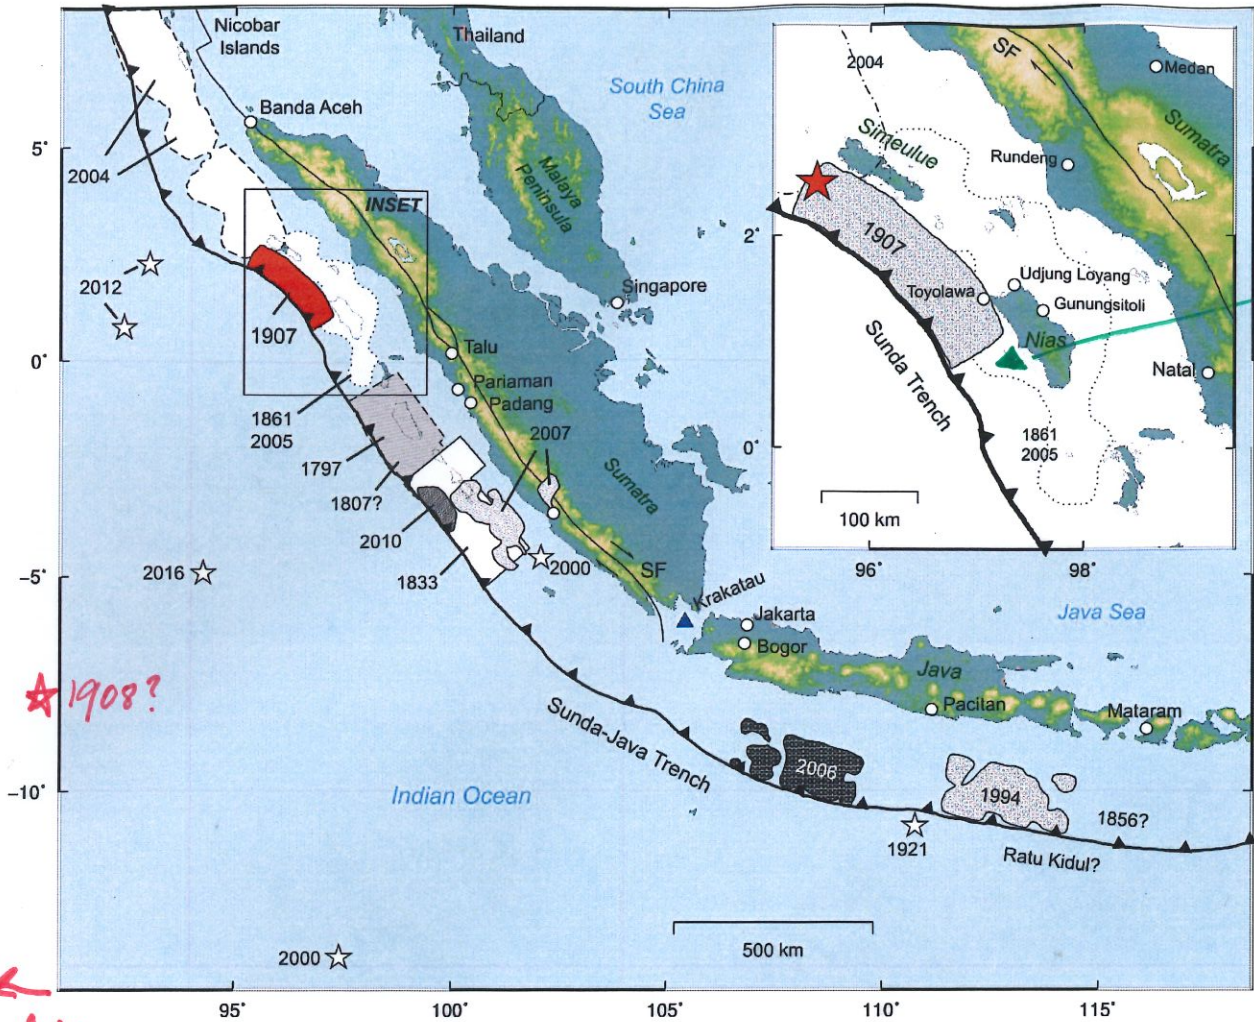 Nicobar
Islands
Thailand
South China
Sea
Banda Aceh
5°
2004
Malaya
Peninsula
INSET
2012
1907
Singapore
0°
Talu
Pariaman
Padang
1861
2005
1797
2007
1807?
2010
Sumatra
1833
2000
2016
SF
−5°
Krakatau
Jakarta
Bogor
Java Sea
Java
Pacitan
Mataram
1908?
Sunda-Java Trench
2006
1994
1856?
−10°
Indian Ocean
1921
Ratu Kidul?
500 km
2000
95°
100°
105°
110°
115°
2004
SF
Medan
Simeulue
Sumatra
Rundeng
2°
1907
Udjung Loyang
Toyolawa
Gunungsitoli
Nias
Sunda Trench
Natal
0°
1861
2005
100 km
96°
98°